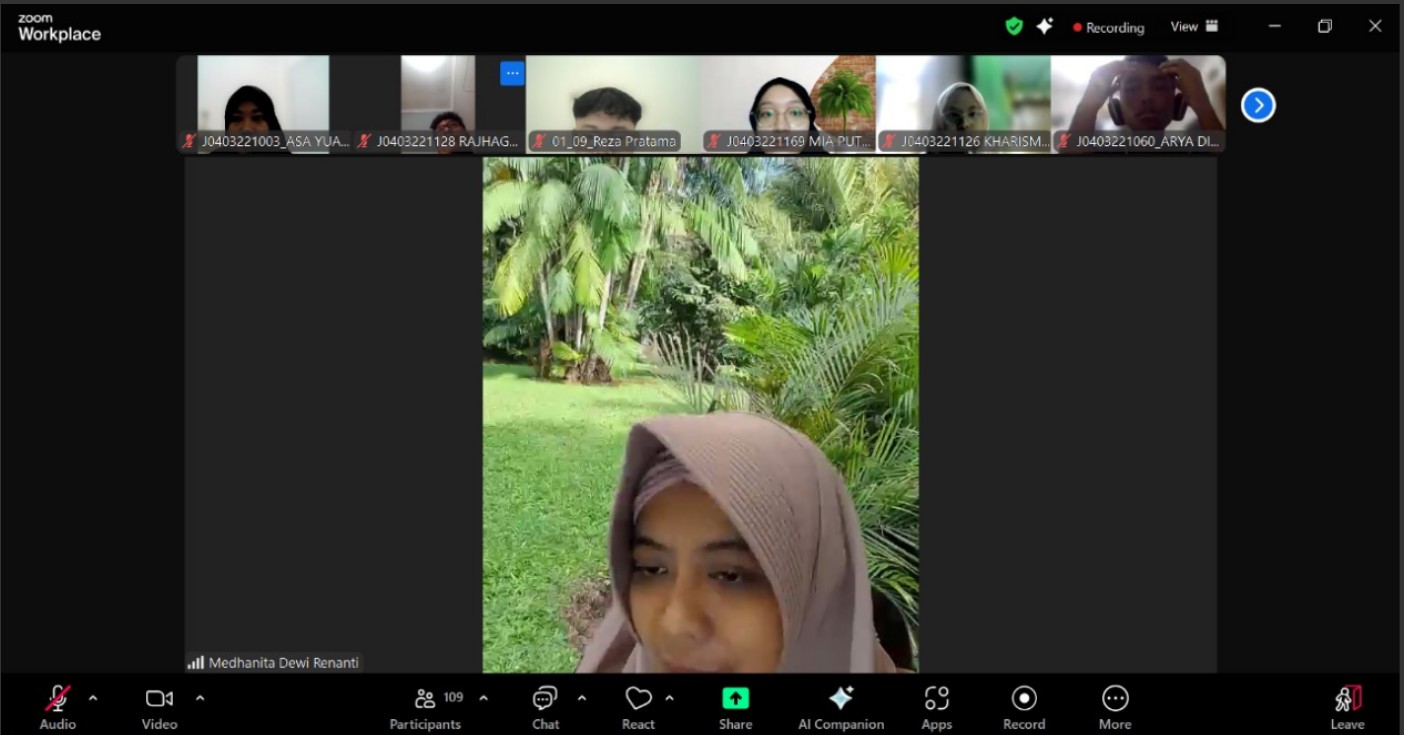 zoom
Workplace
Recording
View
J0403221003_ASA YUA...
J0403221128 RAJHAG...
01_09_Reza Pratama
J0403221169 MIA PUT...
J0403221126 KHARISM...
J0403221060_ARYA DI...
Medhanita Dewi Renanti
109
Audio
Video
Participants
Chat
React
Share
AI Companion
Apps
Record
More
Leave